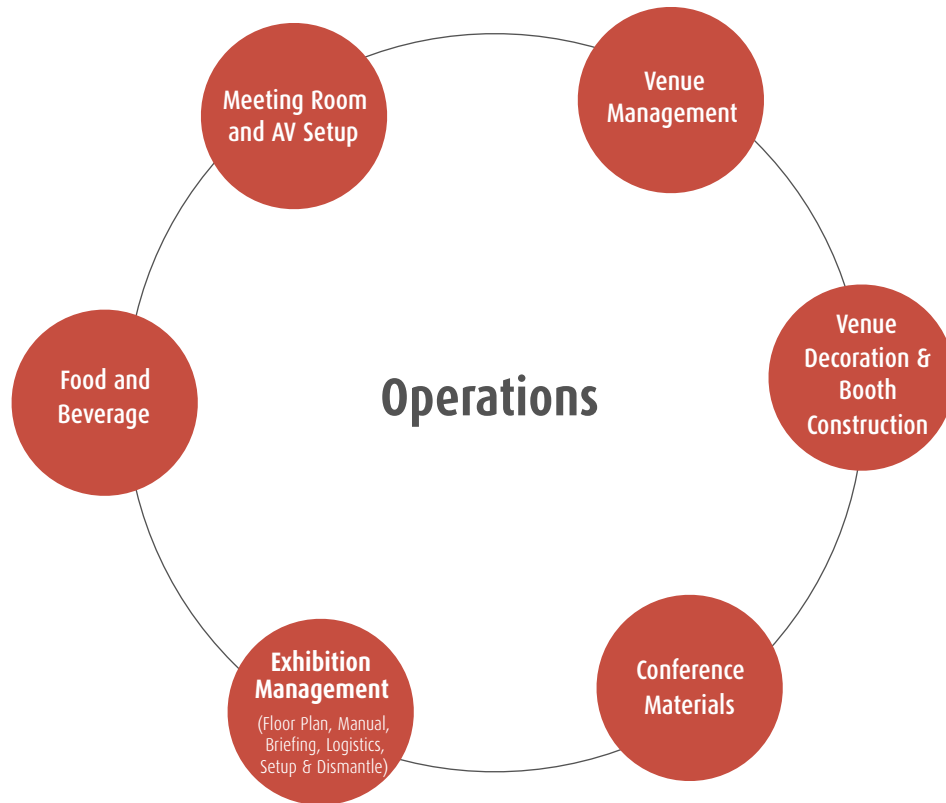 Meeting Room
and AV Setup
Venue
Management
Venue
Decoration &
Booth
Construction
Food and
Beverage
Operations
Exhibition
Management
(Floor Plan, Manual,
Briefing, Logistics,
Setup & Dismantle)
Conference
Materials